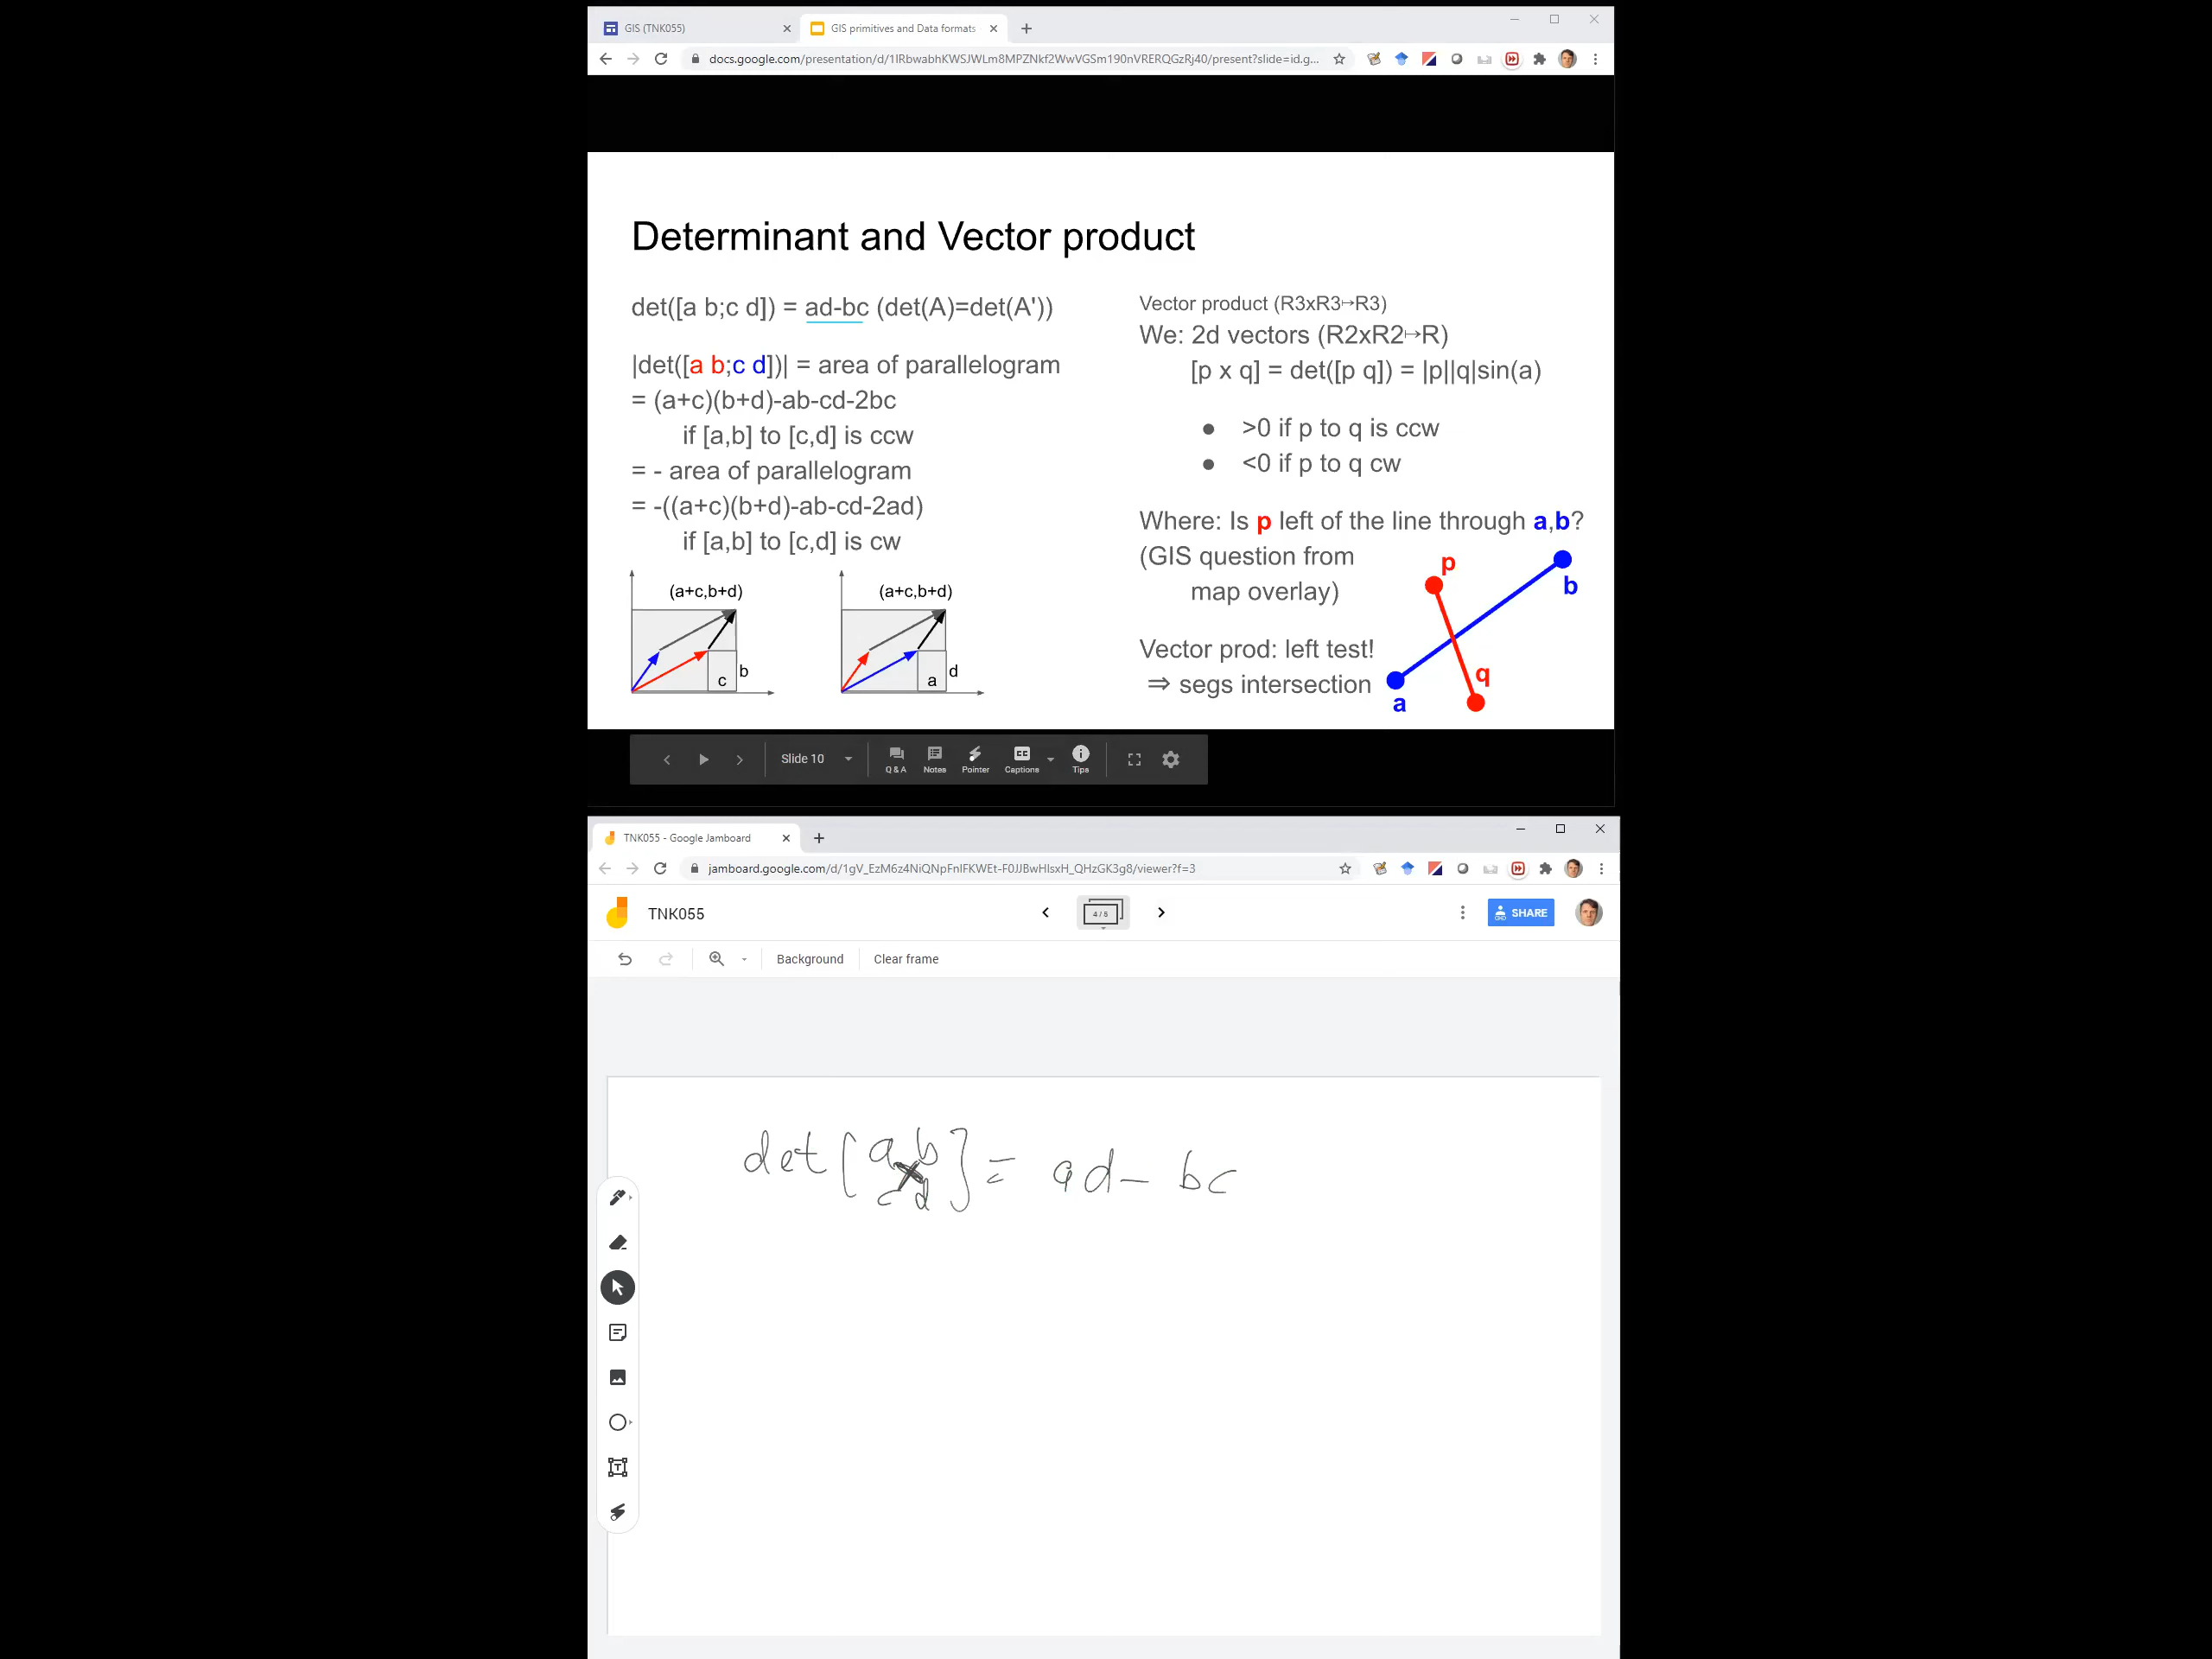 GIS (TNK055)
GIS primitives and Data formats
docs.google.com/presentation/d/1lRbwabhKWSJWLm8MPZNkf2WwVGSm190nVRERQGzRj40/present?slide=id.g...
Determinant and Vector product
det([a b;c d]) = ad-bc (det(A)=det(A'))
|det([a b;c d])| = area of parallelogram
= (a+c)(b+d)-ab-cd-2bc
if [a,b] to [c,d] is ccw
= - area of parallelogram
= -((a+c)(b+d)-ab-cd-2ad)
if [a,b] to [c,d] is cw
(a+c,b+d)
b
c
(a+c,b+d)
d
a
Vector product (R3xR3↦R3)
We: 2d vectors (R2xR2↦R)
[p x q] = det([p q]) = |p||q|sin(a)
● >0 if p to q is ccw
● <0 if p to q cw
Where: Is p left of the line through a,b?
(GIS question from
map overlay)
Vector prod: left test!
⇒ segs intersection
p
b
q
a
Slide 10
Q & A
Notes
CC
Pointer
Captions
Tips
TNK055 - Google Jamboard
jamboard.google.com/d/1gV_EzM6z4NiQNpFnIFKWEt-F0JJBwHlsxH_QHzGK3g8/viewer?f=3
TNK055
4 / 5
SHARE
Background
Clear frame
det [a b
c d] = ad - bc